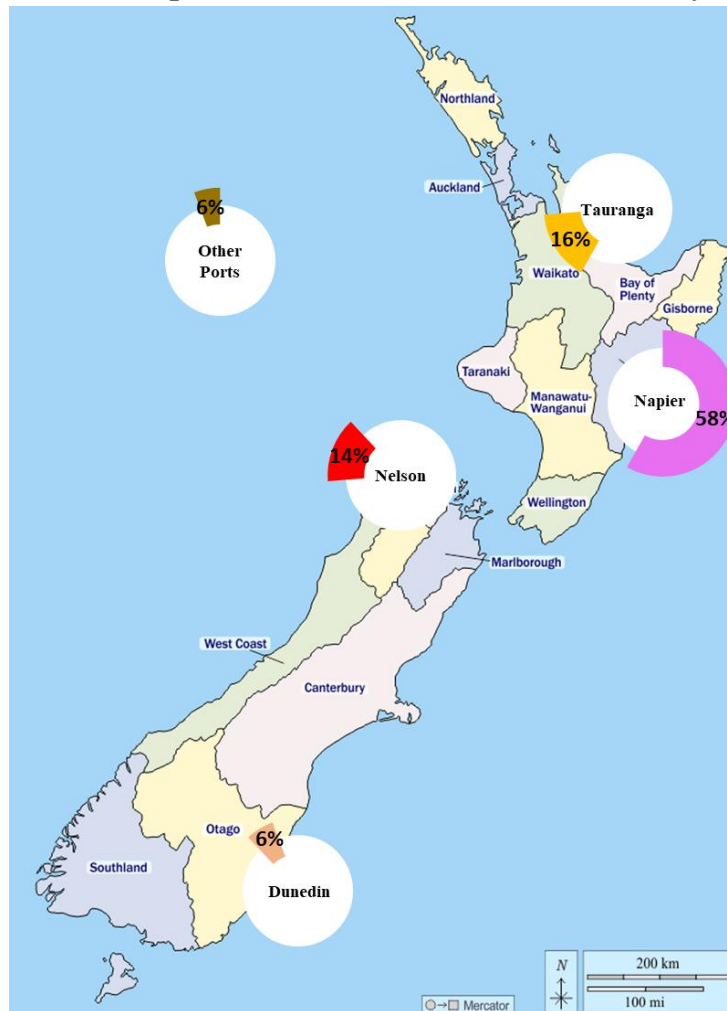 Northland
Auckland
6%
Other
Ports
Tauranga
16%
Waikato
Bay of
Plenty
Gisborne
Taranaki
Manawatu-
Wanganui
Napier
58%
14%
Nelson
Wellington
Marlborough
West Coast
Canterbury
Otago
6%
Southland
Dunedin
N
200 km
100 mi
Mercator